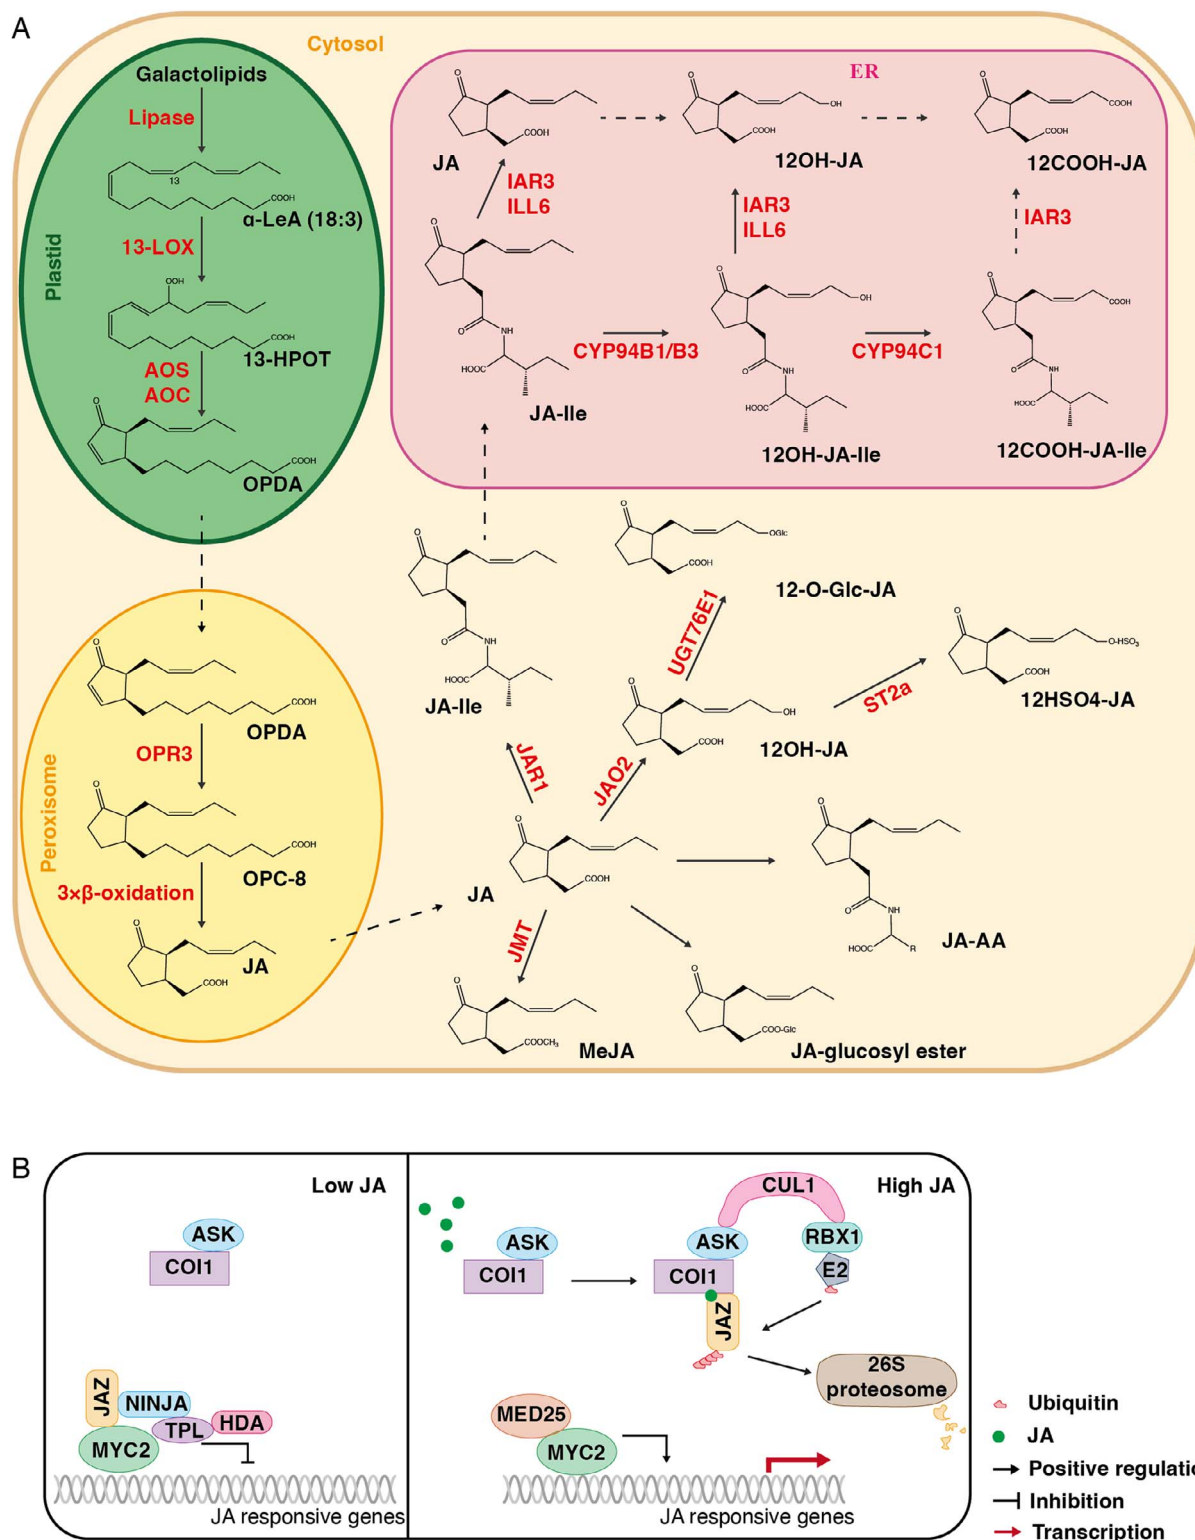 A
Cytosol
Plastid
Galactolipids
Lipase
13
COOH
α-LeA (18:3)
13-LOX
OOH
COOH
13-HPOT
AOS
AOC
O
COOH
OPDA
Peroxisome
O
COOH
OPDA
OPR3
O
COOH
OPC-8
3×β-oxidation
O
JA
COOH
ER
O
COOH
JA
O
OH
COOH
12OH-JA
O
COOH
COOH
12COOH-JA
IAR3
ILL6
IAR3
ILL6
IAR3
O
O
NH
HOOC
JA-Ile
CYP94B1/B3
O
OH
O
NH
HOOC
12OH-JA-Ile
CYP94C1
O
COOH
O
NH
HOOC
12COOH-JA-Ile
O
O
NH
HOOC
JA-Ile
O
OGlc
COOH
12-O-Glc-JA
UGT76E1
O
O-HSO3
COOH
12HSO4-JA
ST2a
O
OH
COOH
12OH-JA
JAR1
JAO2
O
COOH
JA
O
O
NH
HOOC
R
JA-AA
JMT
O
COOCH3
MeJA
O
COO-Glc
JA-glucosyl ester
B
Low JA
ASK
COI1
JAZ
NINJA
TPL
HDA
MYC2
JA responsive genes
High JA
ASK
COI1
CUL1
ASK
RBX1
COI1
E2
JAZ
26S
proteosome
MED25
MYC2
JA responsive genes
Ubiquitin
JA
Positive regulatio
Inhibition
Transcription